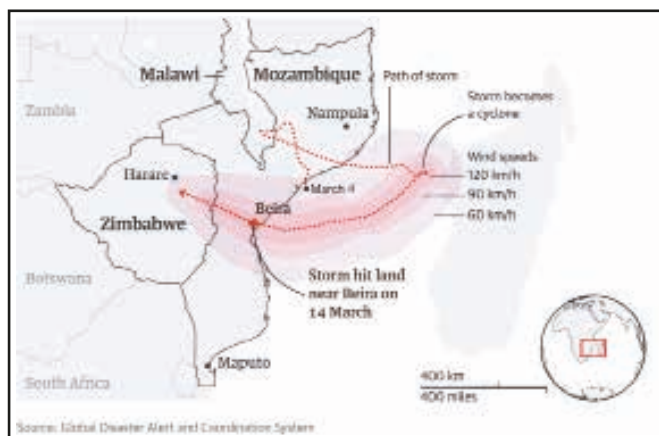 Malawi
Mozambique
Path of storm
Storm becomes
a cyclone
Zambia
Nampula
Wind speeds
120 km/h
90 km/h
60 km/h
Harare
March 4
Beira
Zimbabwe
Botswana
Storm hit land
near Beira on
14 March
Maputo
South Africa
400 km
400 miles
Source: Global Disaster Alert and Coordination System